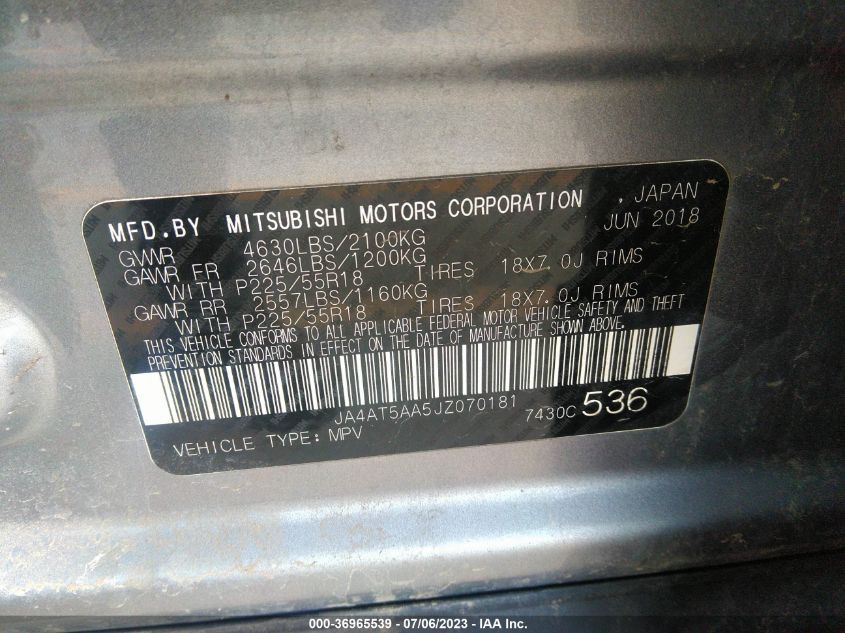 MFD.BY MITSUBISHI MOTORS CORPORATION , JAPAN
GVWR 4630LBS/2100KG JUN 2018
GAWR FR 2646LBS/1200KG
WITH P225/55R18 TIRES 18X7.0J RIMS
GAWR RR 2557LBS/1160KG
WITH P225/55R18 TIRES 18X7.0J RIMS
THIS VEHICLE CONFORMS TO ALL APPLICABLE FEDERAL MOTOR VEHICLE SAFETY AND THEFT
PREVENTION STANDARDS IN EFFECT ON THE DATE OF MANUFACTURE SHOWN ABOVE.
JA4AT5AA5JZ070181 7430C 536
VEHICLE TYPE: MPV
000-36965539 - 07/06/2023 - © IAA, Inc.